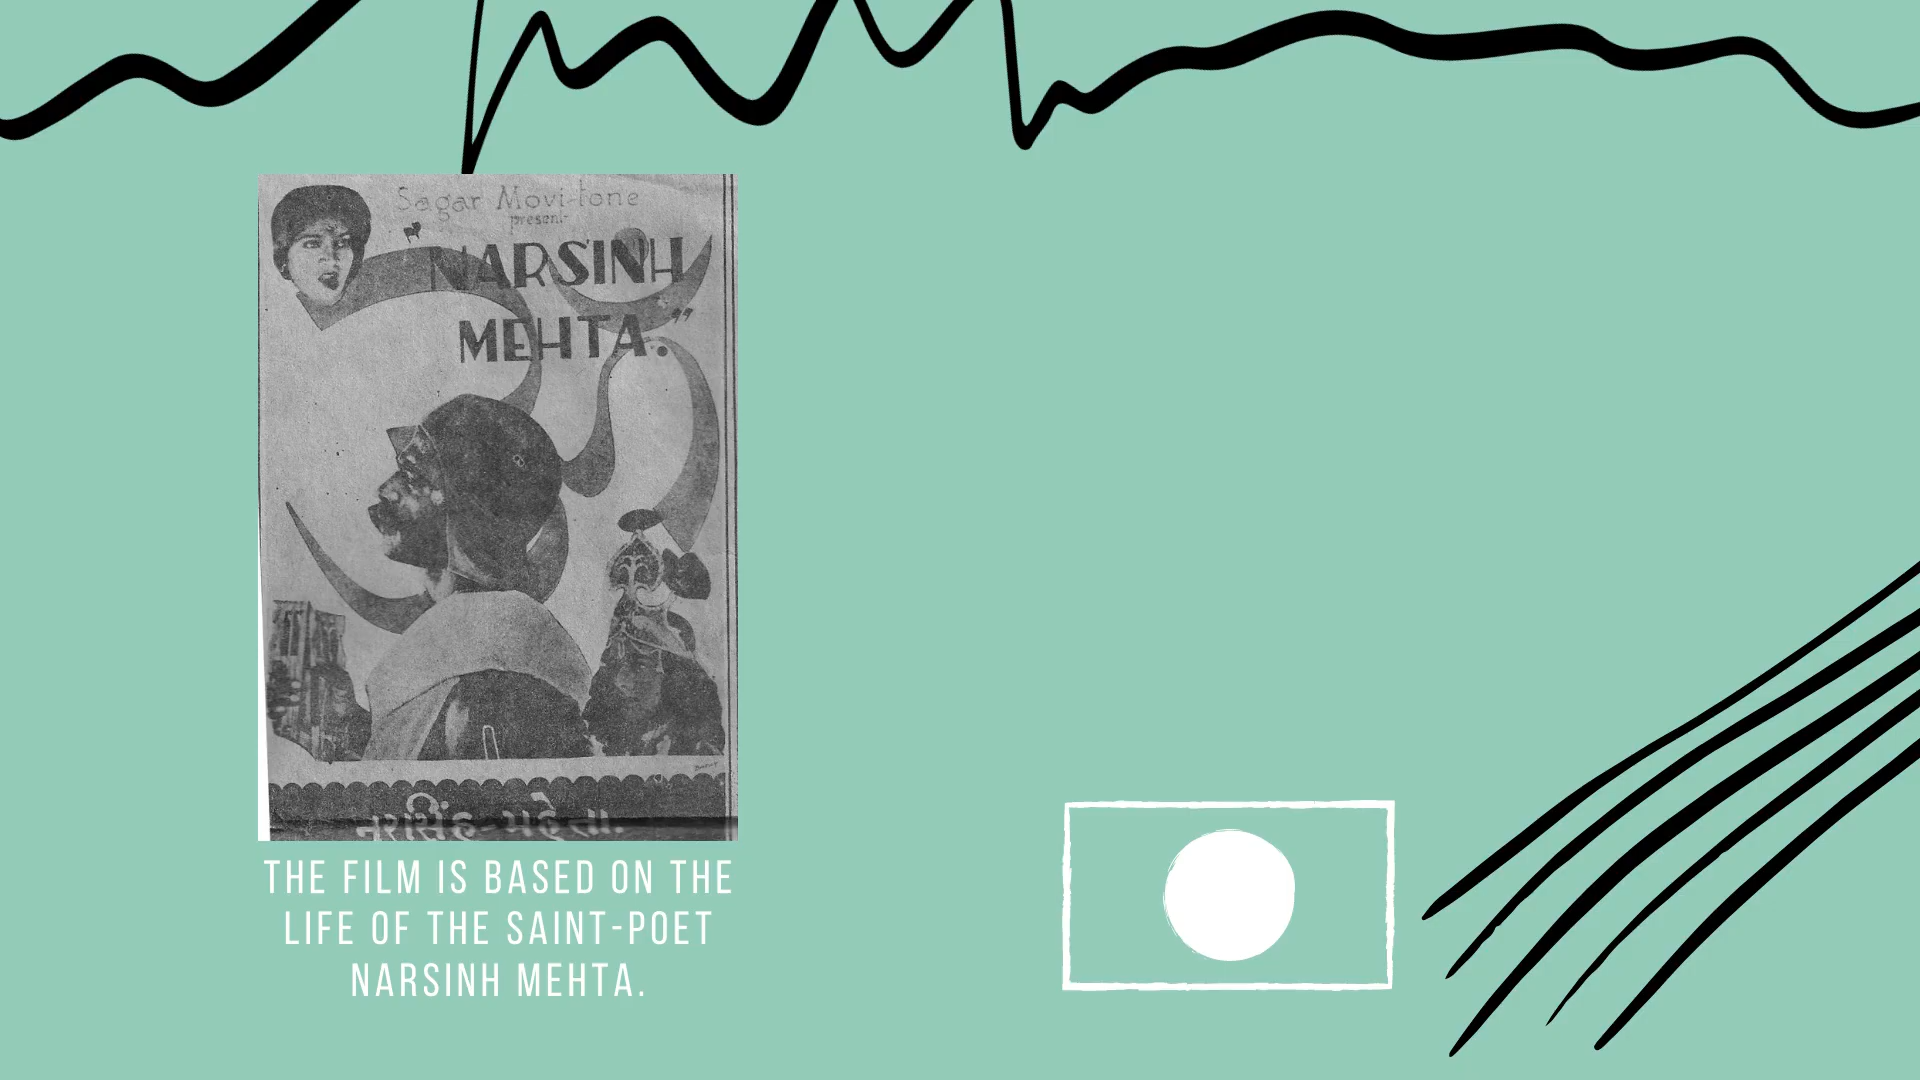 Sagar Movi-tone
present
"NARSINH
MEHTA."
THE FILM IS BASED ON THE
LIFE OF THE SAINT-POET
NARSINH MEHTA.